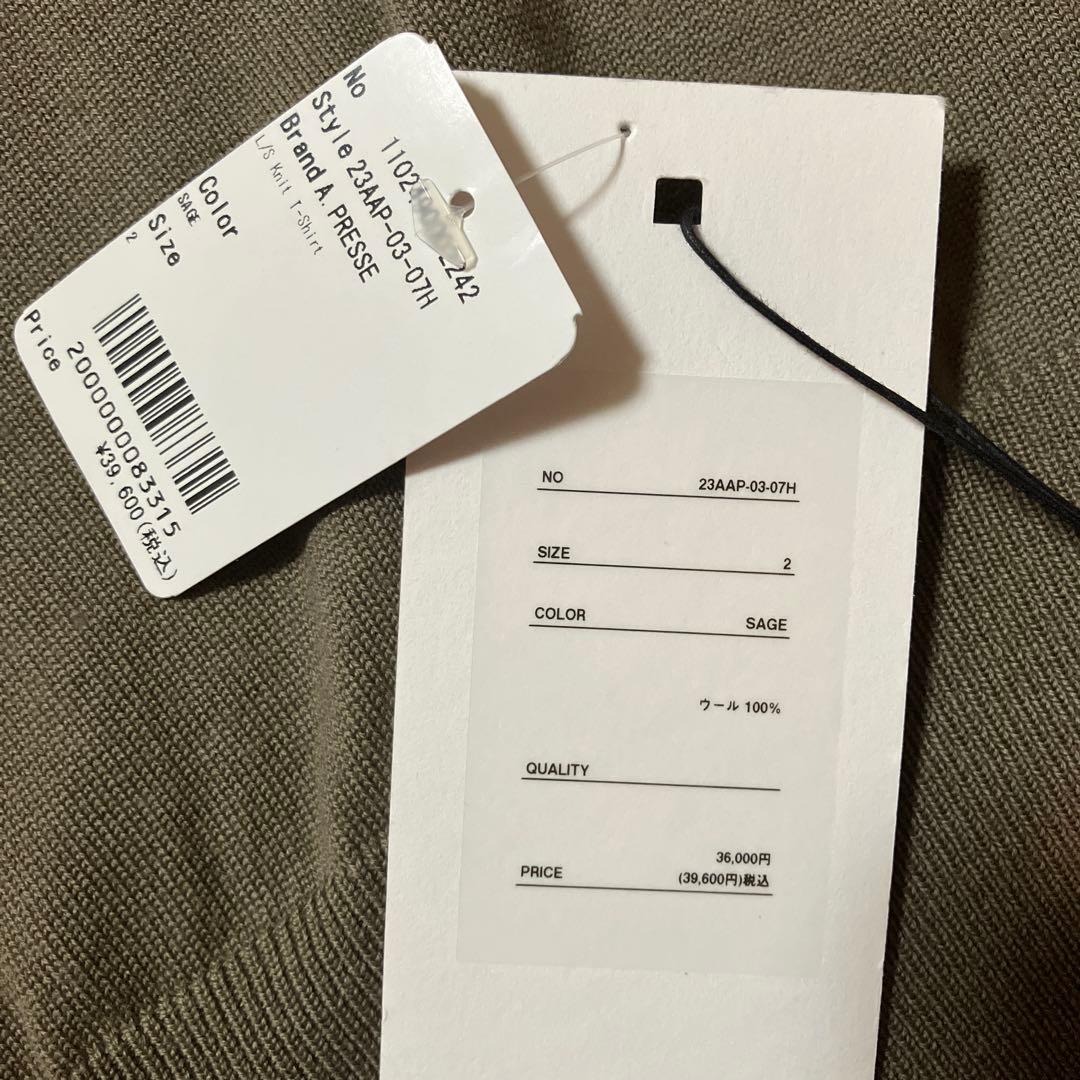 No
1102
2242
Style 23AAP-03-07H
Brand A. PRESSE
L/S Knit T-Shirt
Color
SAGE
Size
2
2000000083315
Price
¥39,600(税込)
NO 23AAP-03-07H
SIZE 2
COLOR SAGE
ウール 100%
QUALITY
36,000円
PRICE (39,600円)税込